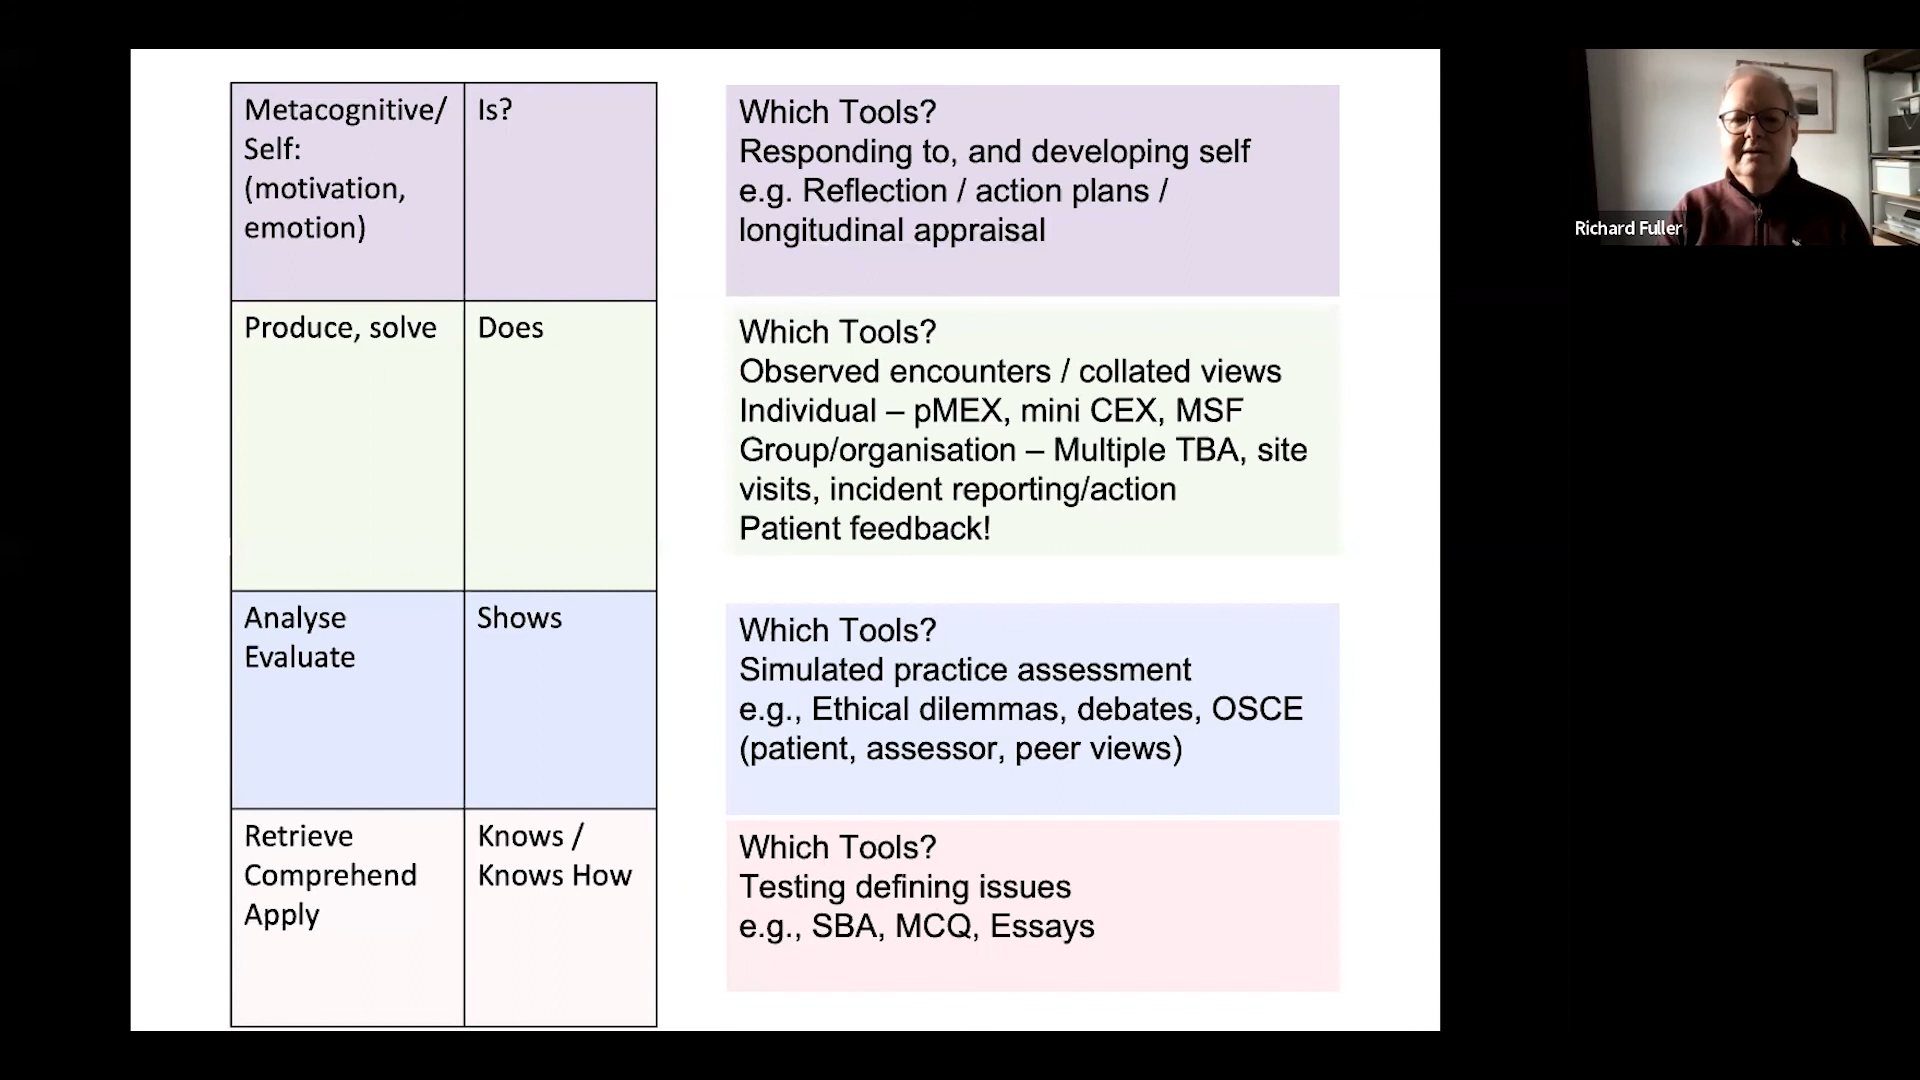 Metacognitive/
Self:
(motivation,
emotion)
Is?
Which Tools?
Responding to, and developing self
e.g. Reflection / action plans /
longitudinal appraisal
Produce, solve
Does
Which Tools?
Observed encounters / collated views
Individual – pMEX, mini CEX, MSF
Group/organisation – Multiple TBA, site
visits, incident reporting/action
Patient feedback!
Analyse
Evaluate
Shows
Which Tools?
Simulated practice assessment
e.g., Ethical dilemmas, debates, OSCE
(patient, assessor, peer views)
Retrieve
Comprehend
Apply
Knows /
Knows How
Which Tools?
Testing defining issues
e.g., SBA, MCQ, Essays
Richard Fuller